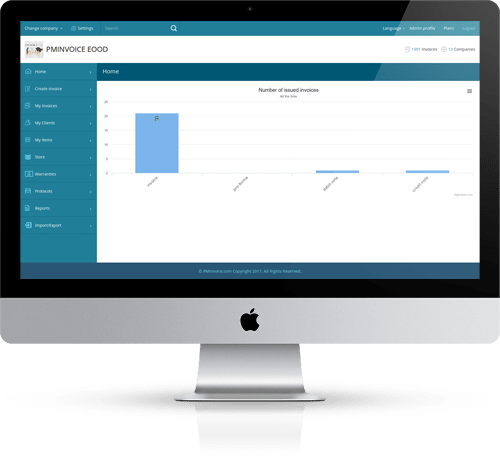 Change company
Settings
Search
Language
Admin profile
Plans
Logout
PMINVOICE EOOD
Invoices
Companies
Home
Create invoice
My Invoices
My Clients
My Items
Store
Warranties
Protocols
Reports
Import/Export
Home
Number of issued invoices
All the time
25
20
15
10
5
0
invoice
pro-forma
debit note
credit note
© PMInvoice.com Copyright 2017. All Rights Reserved.